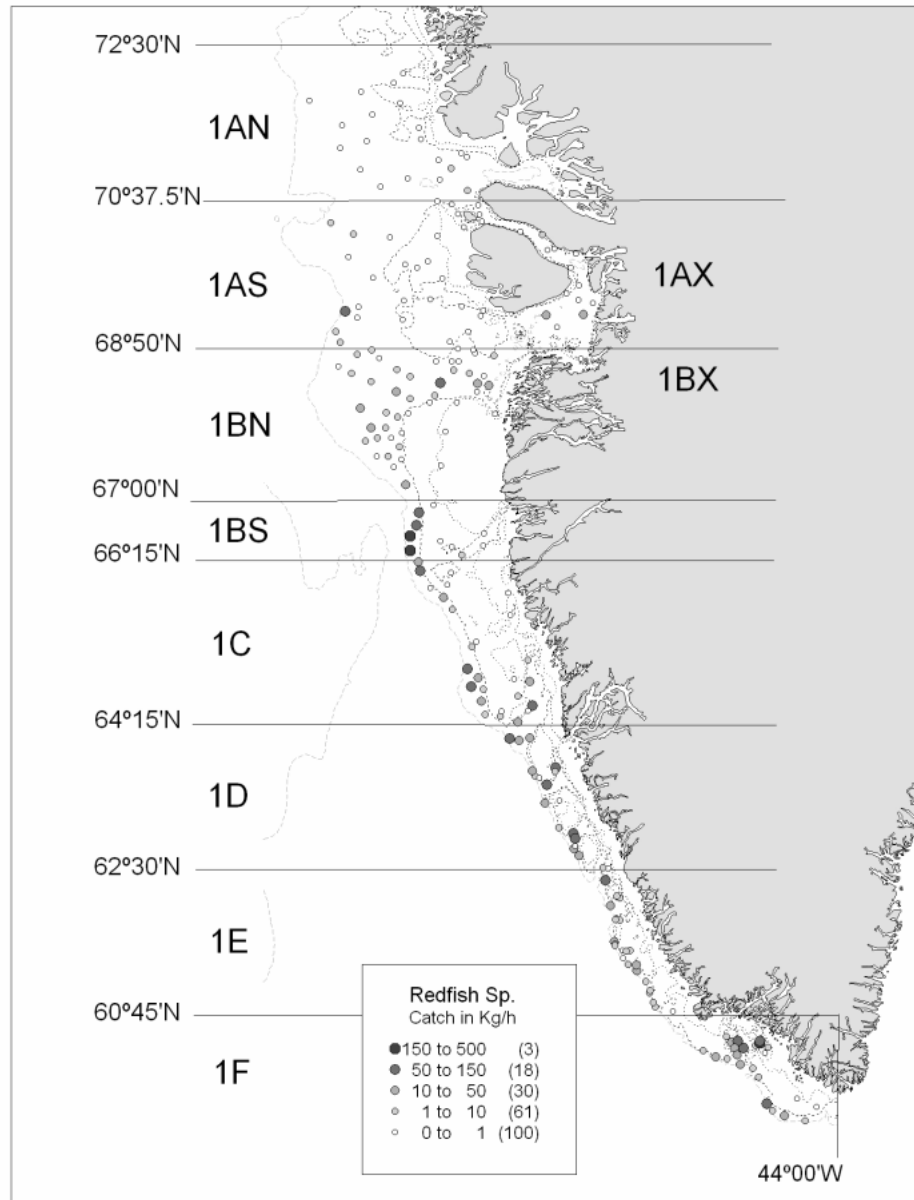 72º30'N
1AN
70º37.5'N
1AS
1AX
68º50'N
1BX
1BN
67º00'N
1BS
66º15'N
1C
64º15'N
1D
62º30'N
1E
60º45'N
1F
Redfish Sp.
Catch in Kg/h
150 to 500 (3)
50 to 150 (18)
10 to 50 (30)
1 to 10 (61)
0 to 1 (100)
44º00'W